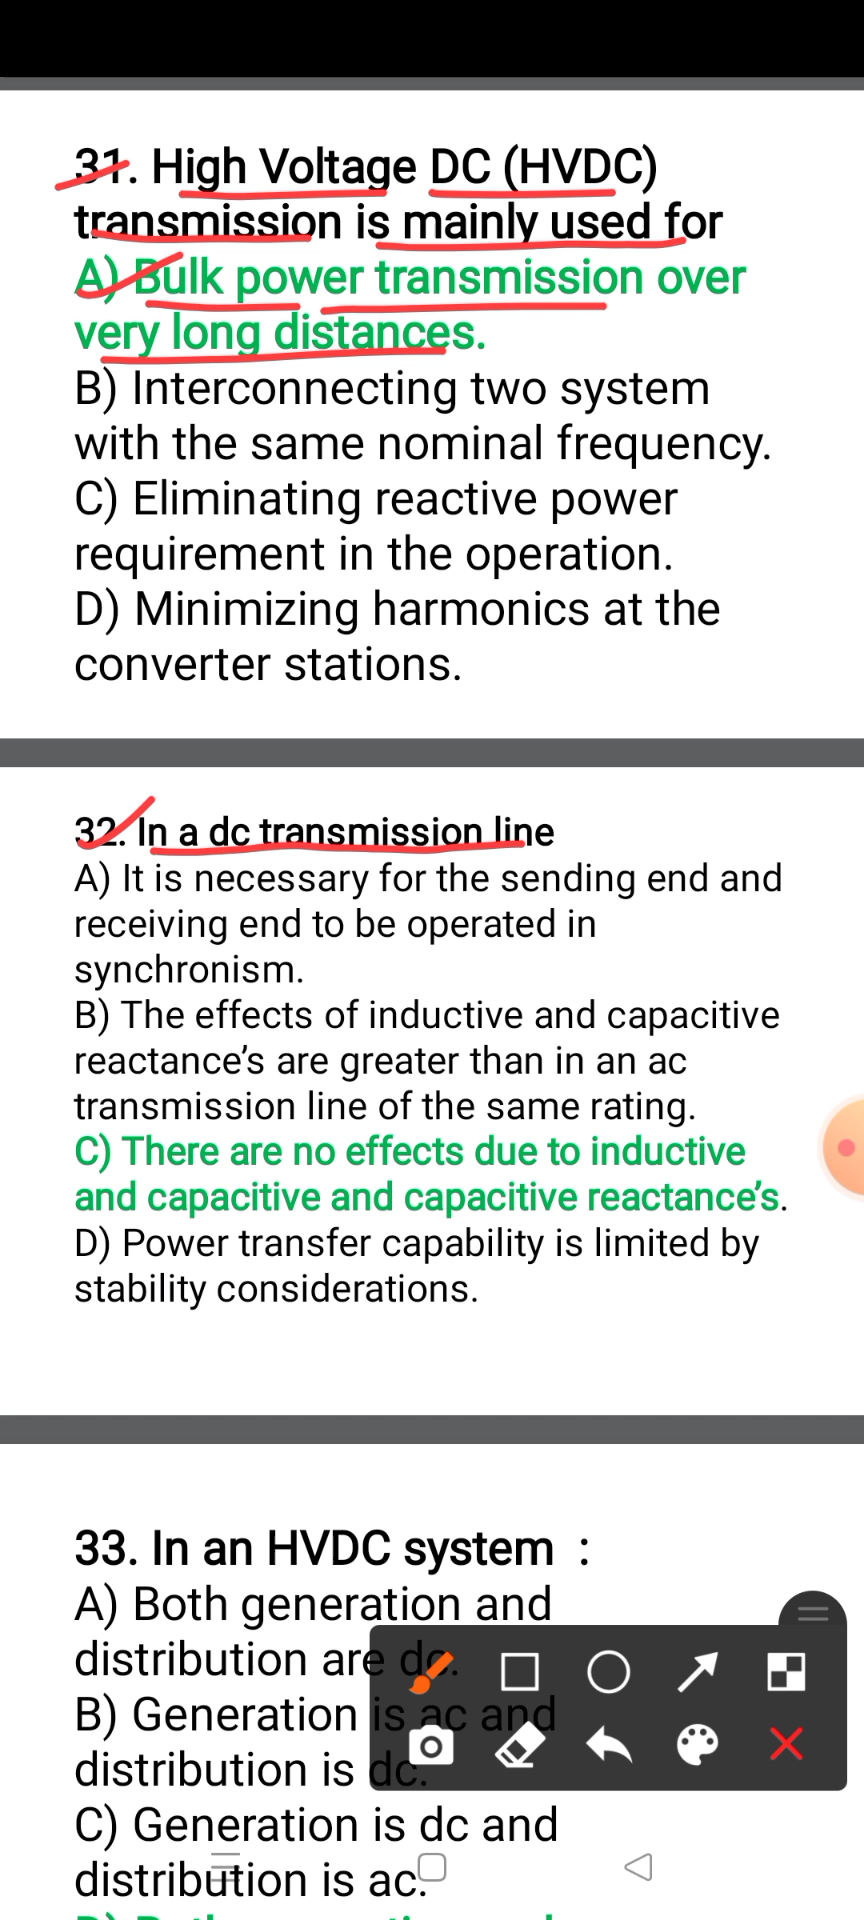 31. High Voltage DC (HVDC)
transmission is mainly used for
A) Bulk power transmission over
very long distances.
B) Interconnecting two system
with the same nominal frequency.
C) Eliminating reactive power
requirement in the operation.
D) Minimizing harmonics at the
converter stations.
32. In a dc transmission line
A) It is necessary for the sending end and
receiving end to be operated in
synchronism.
B) The effects of inductive and capacitive
reactance's are greater than in an ac
transmission line of the same rating.
C) There are no effects due to inductive
and capacitive and capacitive reactance's.
D) Power transfer capability is limited by
stability considerations.
33. In an HVDC system :
A) Both generation and
distribution are dc.
B) Generation is ac and
distribution is dc.
C) Generation is dc and
distribution is ac.